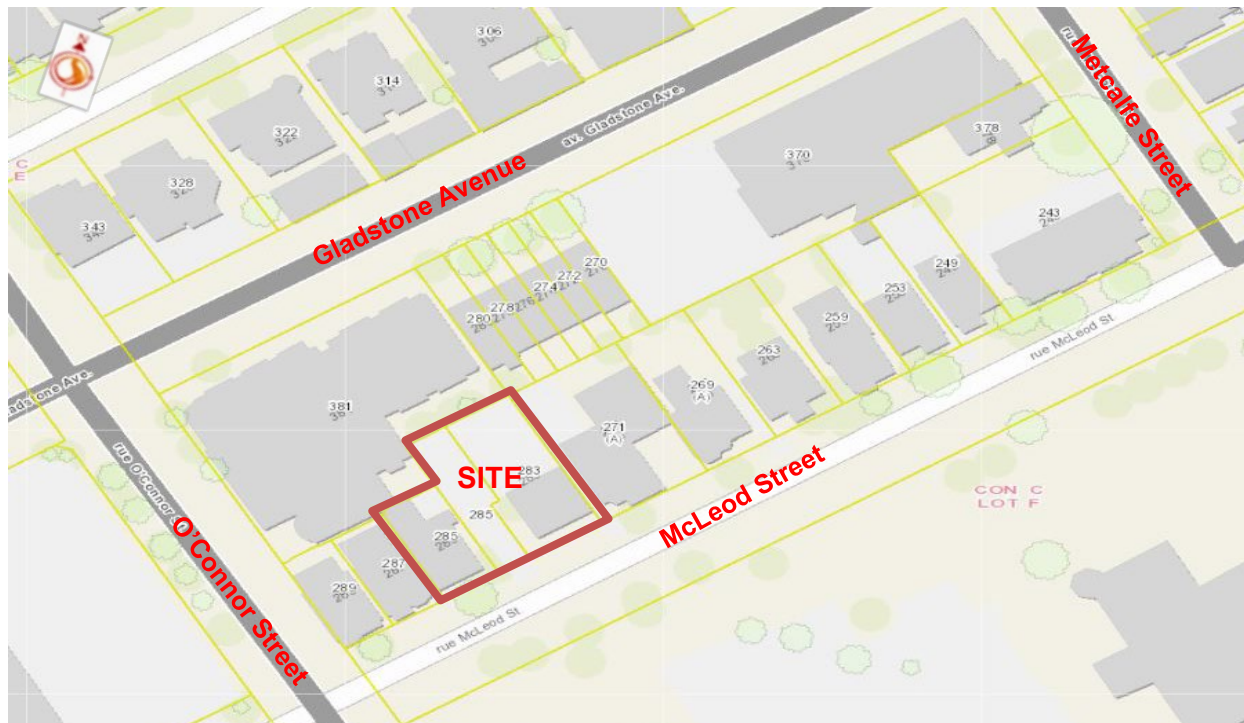 N
306
314
322
328
343
C
E
av. Gladstone Ave.
Gladstone Avenue
Metcalfe Street
378
370
243
249
253
259
263
269
(A)
271
(A)
270
272
274
276
278
280
381
SITE
283
285
285
287
289
Gladstone Ave.
rue O'Connor St.
O'Connor Street
McLeod Street
rue McLeod St.
rue McLeod St.
CON C
LOT F